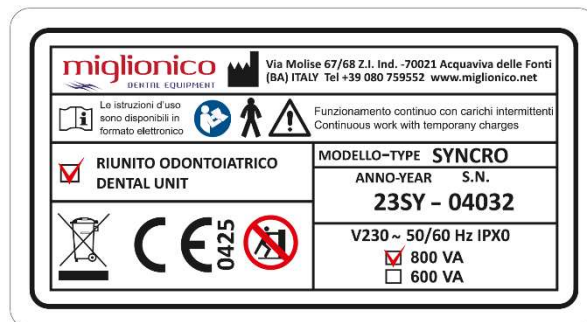 miglionico
DENTAL EQUIPMENT
Via Molise 67/68 Z.I. Ind. -70021 Acquaviva delle Fonti
(BA) ITALY Tel +39 080 759552 www.miglionico.net
Le istruzioni d'uso
sono disponibili in
formato elettronico
Funzionamento continuo con carichi intermittenti
Continuous work with temporany charges
RIUNITO ODONTOIATRICO
DENTAL UNIT
MODELLO-TYPE SYNCRO
ANNO-YEAR S.N.
23SY - 04032
CE 0425
V230 ~ 50/60 Hz IPX0
800 VA
600 VA